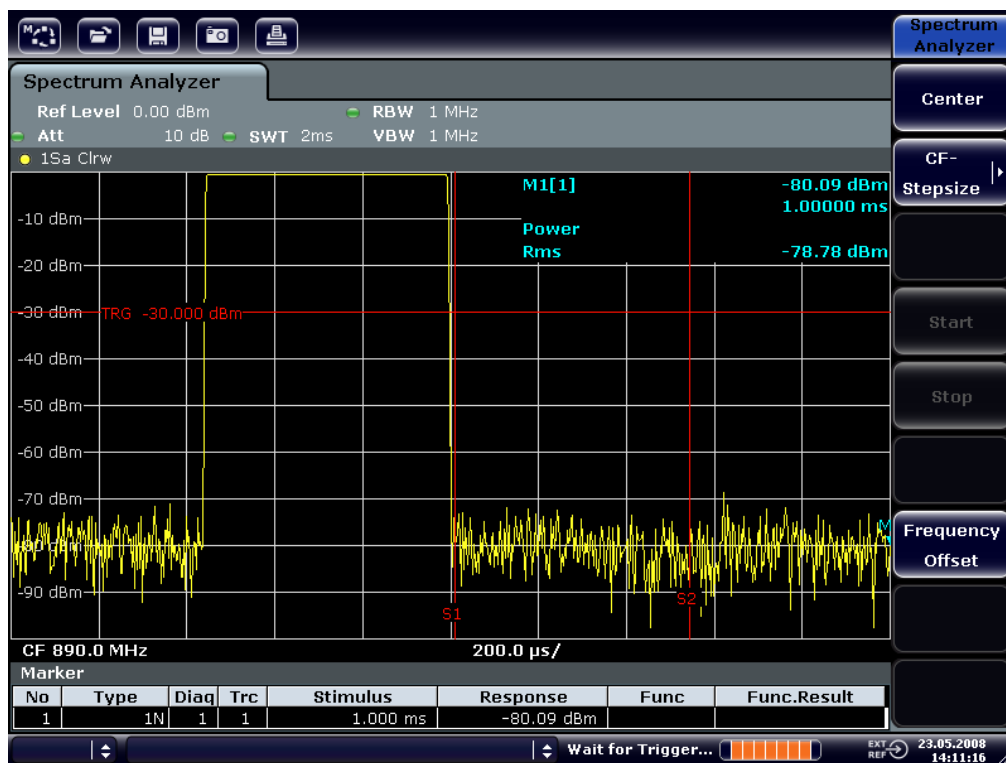 Spectrum
Analyzer
Spectrum Analyzer
Ref Level 0.00 dBm RBW 1 MHz
Att 10 dB SWT 2ms VBW 1 MHz
1Sa Clrw
M1[1] -80.09 dBm
1.00000 ms
Power
Rms -78.78 dBm
-10 dBm
-20 dBm
-30 dBm TRG -30.000 dBm
-40 dBm
-50 dBm
-60 dBm
-70 dBm
-80 dBm
-90 dBm
S1
S2
CF 890.0 MHz 200.0 µs/
Marker
No Type Diaq Trc Stimulus Response Func Func.Result
1 1N 1 1 1.000 ms -80.09 dBm
Center
CF-
Stepsize
Start
Stop
Frequency
Offset
Wait for Trigger...
EXT
REF
23.05.2008
14:11:16